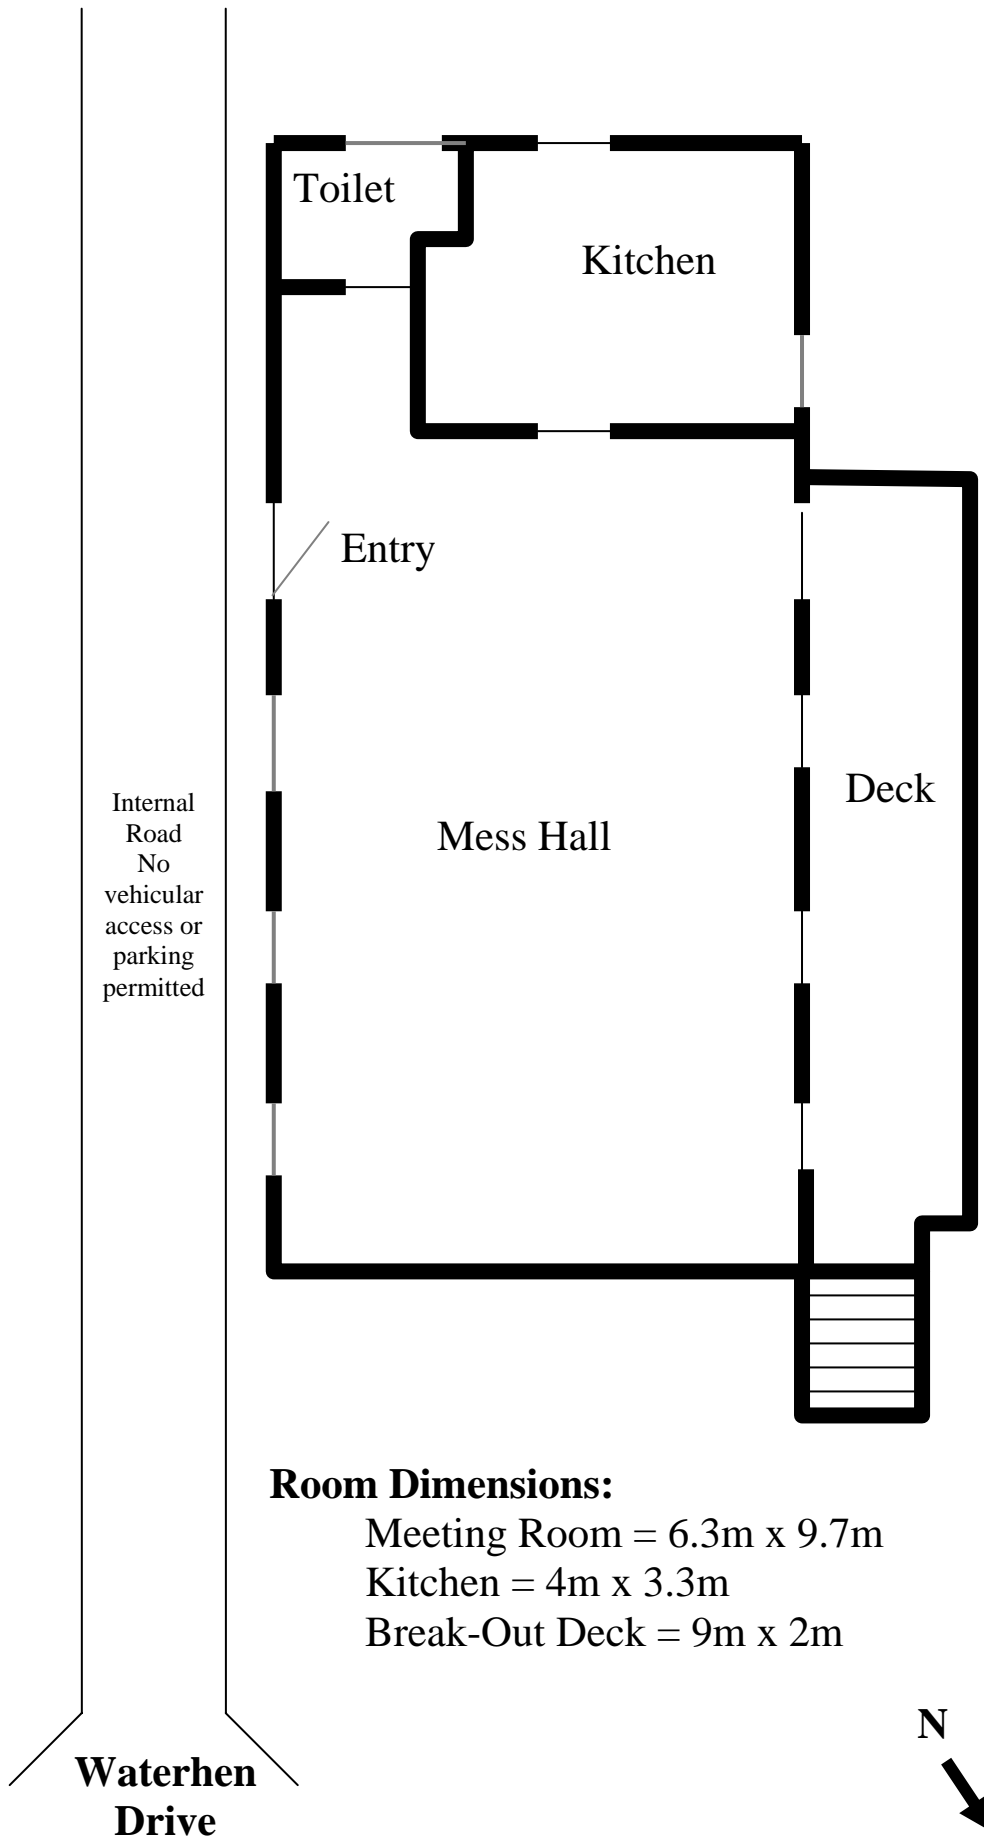 Toilet
Kitchen
Entry
Internal
Road
No
vehicular
access or
parking
permitted
Mess Hall
Deck
Room Dimensions:
Meeting Room = 6.3m x 9.7m
Kitchen = 4m x 3.3m
Break-Out Deck = 9m x 2m
N
Waterhen
Drive